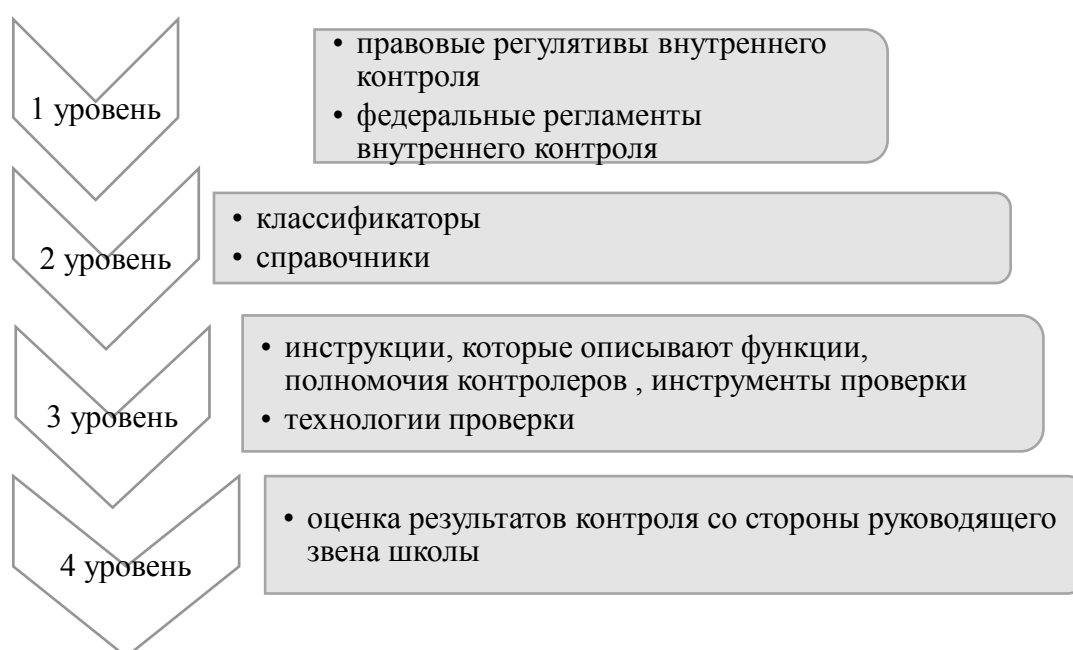 1 уровень
• правовые регулятивы внутреннего
контроля
• федеральные регламенты
внутреннего контроля
2 уровень
• классификаторы
• справочники
3 уровень
• инструкции, которые описывают функции,
полномочия контролеров , инструменты проверки
• технологии проверки
4 уровень
• оценка результатов контроля со стороны руководящего
звена школы